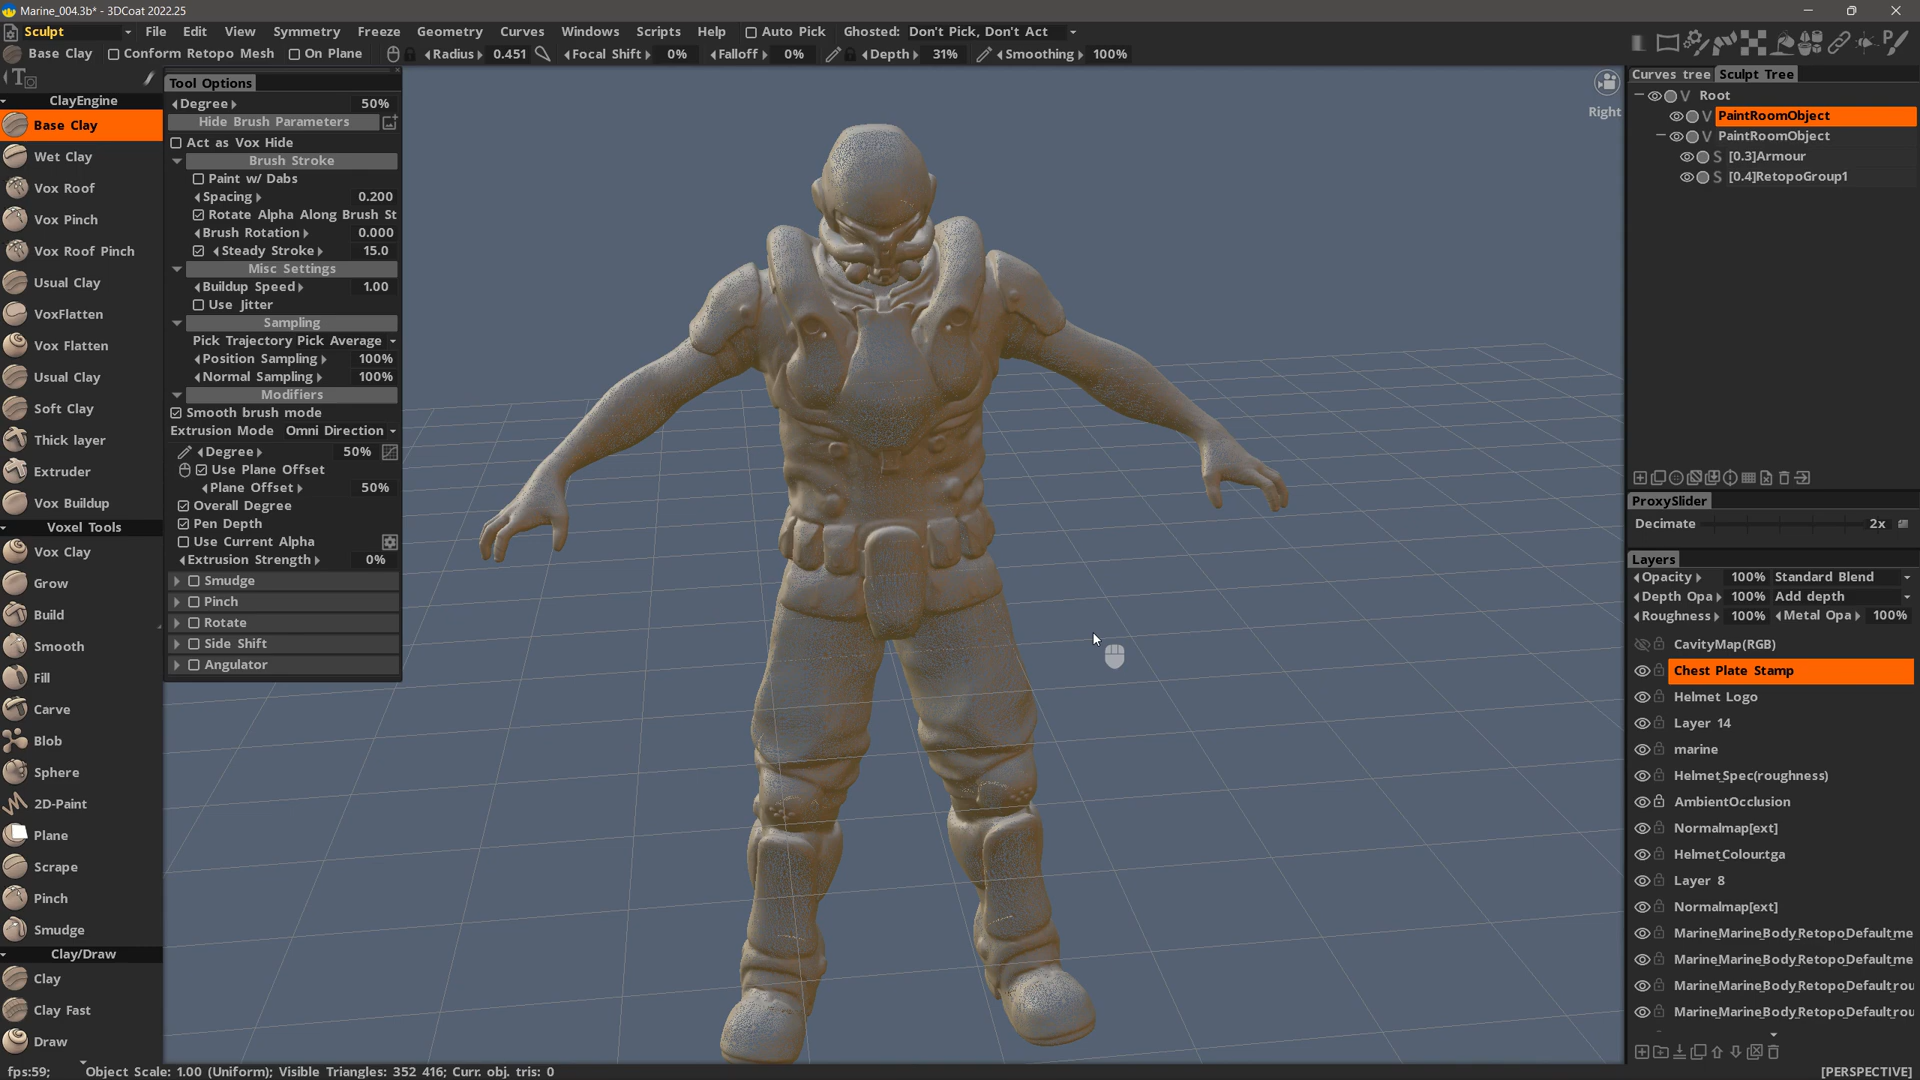 Marine_004.3b* - 3DCoat 2022.25
Sculpt File Edit View Symmetry Freeze Geometry Curves Windows Scripts Help Auto Pick Ghosted: Don't Pick, Don't Act
Base Clay Conform Retopo Mesh On Plane Radius 0.451 Focal Shift 0% Falloff 0% Depth 31% Smoothing 100%
ClayEngine
Base Clay
Wet Clay
Vox Roof
Vox Pinch
Vox Roof Pinch
Usual Clay
VoxFlatten
Vox Flatten
Usual Clay
Soft Clay
Thick layer
Extruder
Vox Buildup
Voxel Tools
Vox Clay
Grow
Build
Smooth
Fill
Carve
Blob
Sphere
2D-Paint
Plane
Scrape
Pinch
Smudge
Clay/Draw
Clay
Clay Fast
Draw
Tool Options
Degree 50%
Hide Brush Parameters
Act as Vox Hide
Brush Stroke
Paint w/ Dabs
Spacing 0.200
Rotate Alpha Along Brush St
Brush Rotation 0.000
Steady Stroke 15.0
Misc Settings
Buildup Speed 1.00
Use Jitter
Sampling
Pick Trajectory Pick Average
Position Sampling 100%
Normal Sampling 100%
Modifiers
Smooth brush mode
Extrusion Mode Omni Direction
Degree 50%
Use Plane Offset
Plane Offset 50%
Overall Degree
Pen Depth
Use Current Alpha
Extrusion Strength 0%
Smudge
Pinch
Rotate
Side Shift
Angulator
Right
Curves tree Sculpt Tree
Root
V PaintRoomObject
V PaintRoomObject
S [0.3]Armour
S [0.4]RetopoGroup1
ProxySlider
Decimate 2x
Layers
Opacity 100% Standard Blend
Depth Opa 100% Add depth
Roughness 100% Metal Opa 100%
CavityMap(RGB)
Chest Plate Stamp
Helmet Logo
Layer 14
marine
Helmet_Spec(roughness)
AmbientOcclusion
Normalmap[ext]
Helmet_Colour.tga
Layer 8
Normalmap[ext]
Marine_MarineBody_RetopoDefault_me
Marine_MarineBody_RetopoDefault_me
Marine_MarineBody_RetopoDefault_rou
Marine_MarineBody_RetopoDefault_rou
fps:59; Object Scale: 1.00 (Uniform); Visible Triangles: 352 416; Curr. obj. tris: 0 [PERSPECTIVE]